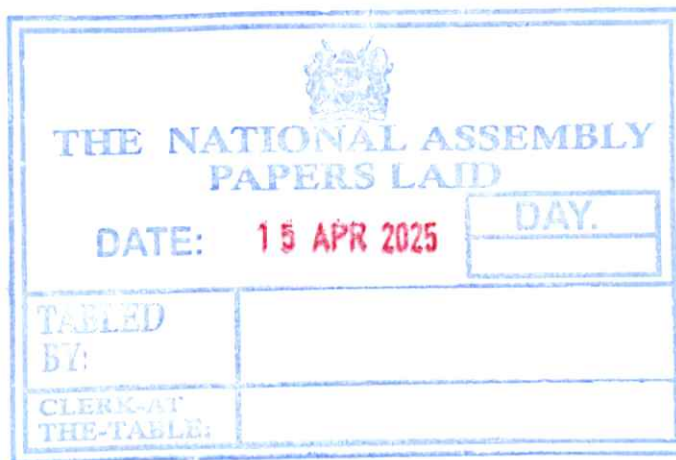 THE NATIONAL ASSEMBLY
PAPERS LAID
DATE: 15 APR 2025 DAY.
TABLED
BY:
CLERK-AT
THE-TABLE: